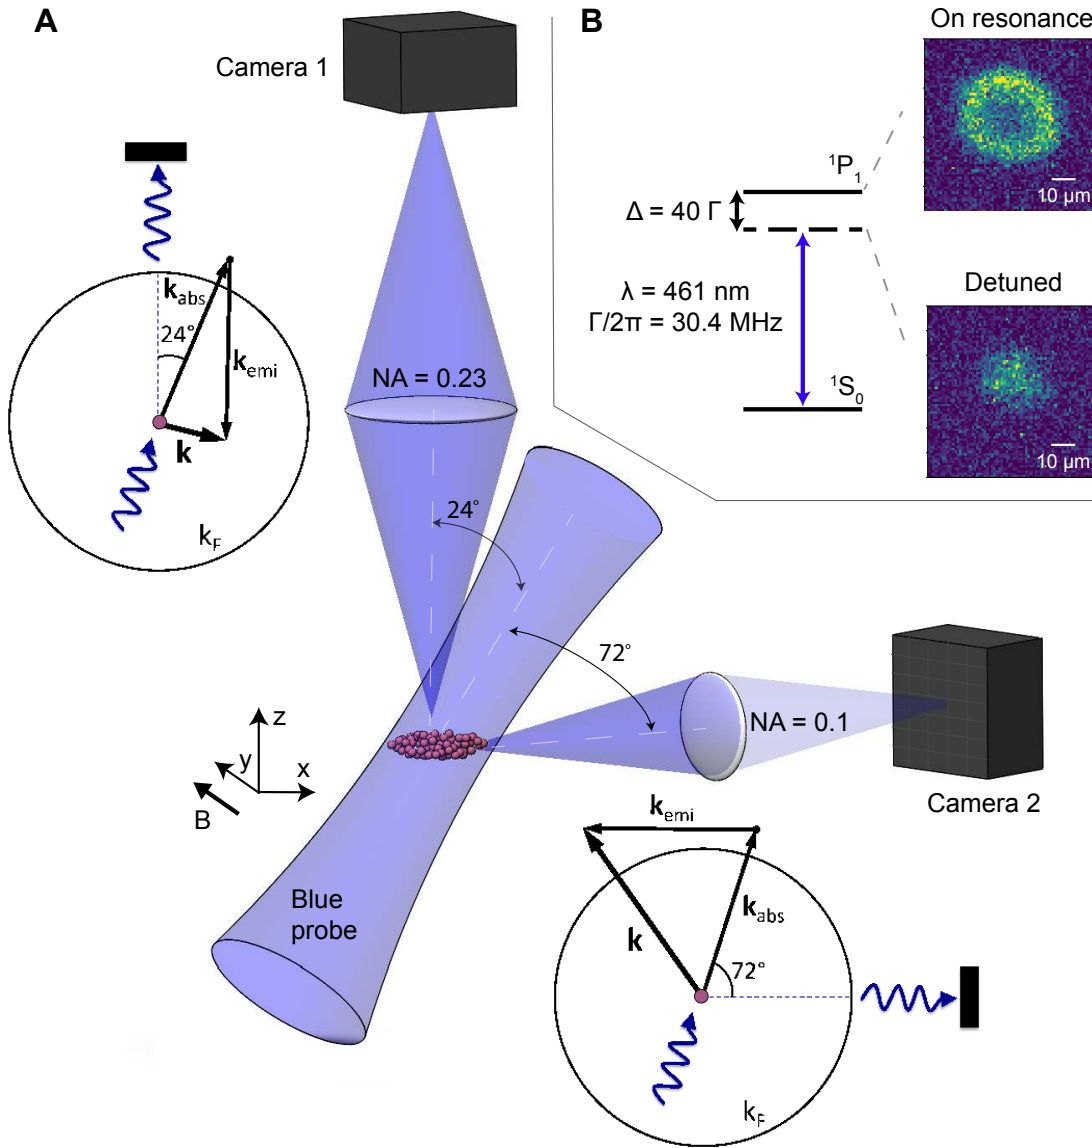 A
Camera 1
k_abs
24°
k_emi
k
k_F
NA = 0.23
24°
72°
NA = 0.1
Camera 2
z
y
x
B
Blue
probe
k_emi
k_abs
k
72°
k_F
B
On resonance
¹P₁
Δ = 40 Γ
10 μm
λ = 461 nm
Γ/2π = 30.4 MHz
Detuned
¹S₀
10 μm